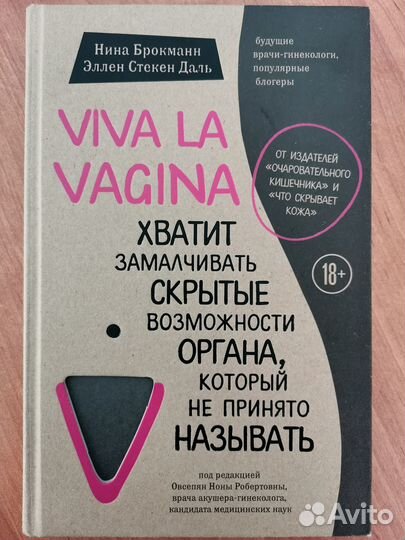 Нина Брокманн
Эллен Стекен Даль
будущие
врачи-гинекологи,
популярные
блогеры
VIVA LA
VAGINA
ОТ ИЗДАТЕЛЕЙ
«ОЧАРОВАТЕЛЬНОГО
КИШЕЧНИКА» И
«ЧТО СКРЫВАЕТ
КОЖА»
18+
ХВАТИТ
ЗАМАЛЧИВАТЬ
СКРЫТЫЕ
ВОЗМОЖНОСТИ
ОРГАНА,
КОТОРЫЙ
НЕ ПРИНЯТО
НАЗЫВАТЬ
под редакцией
Овсепян Ноны Робертовны,
врача акушера-гинеколога,
кандидата медицинских наук
Avito